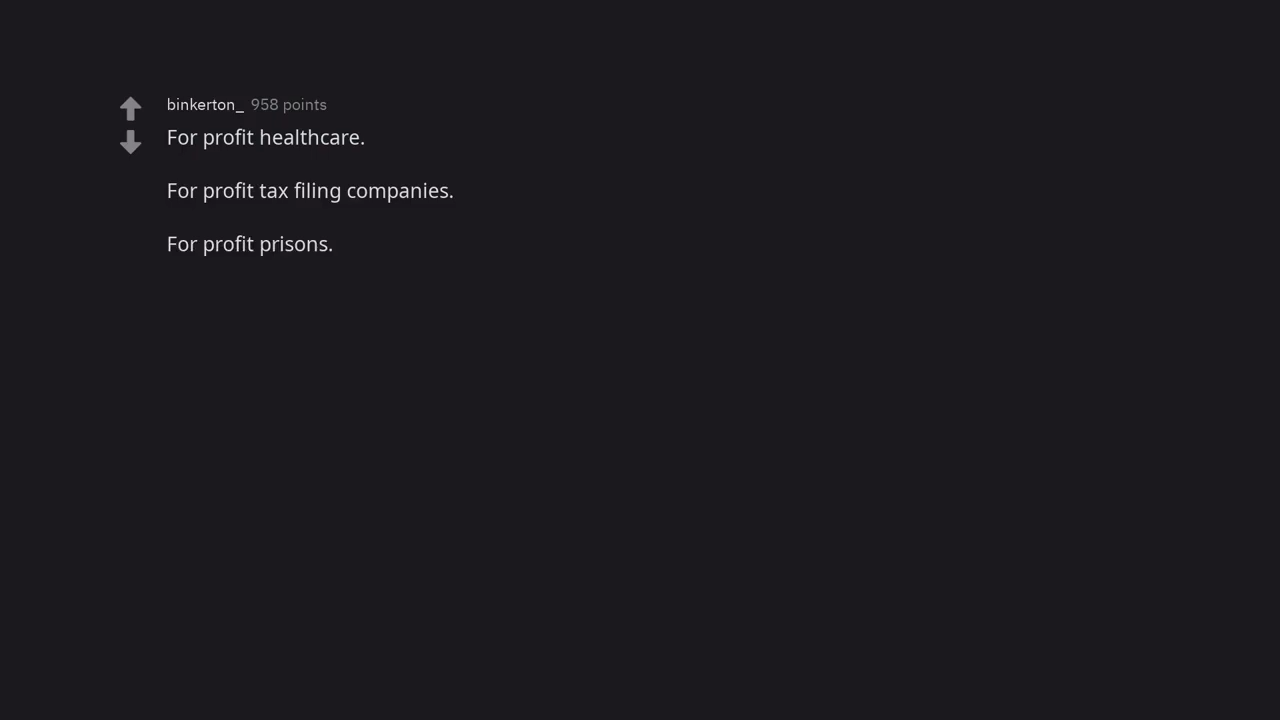 binkerton_ 958 points
For profit healthcare.
For profit tax filing companies.
For profit prisons.